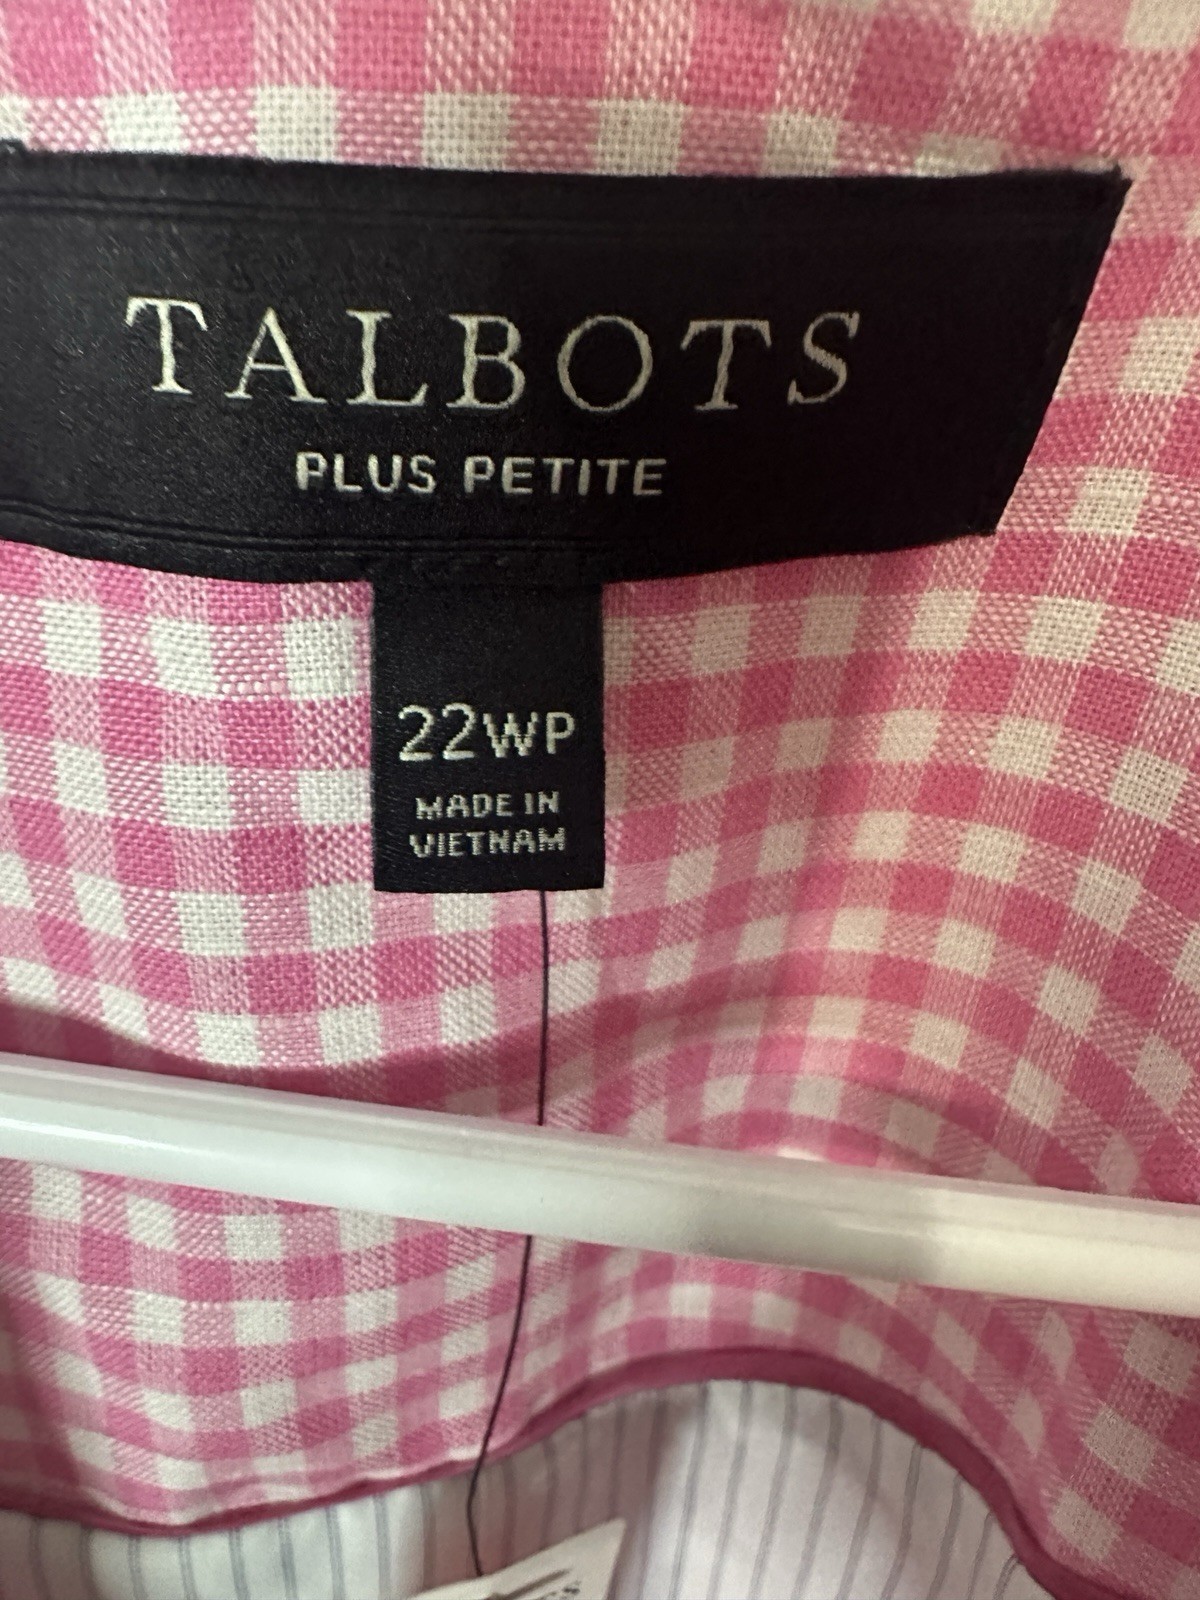 TALBOTS
PLUS PETITE
22WP
MADE IN
VIETNAM